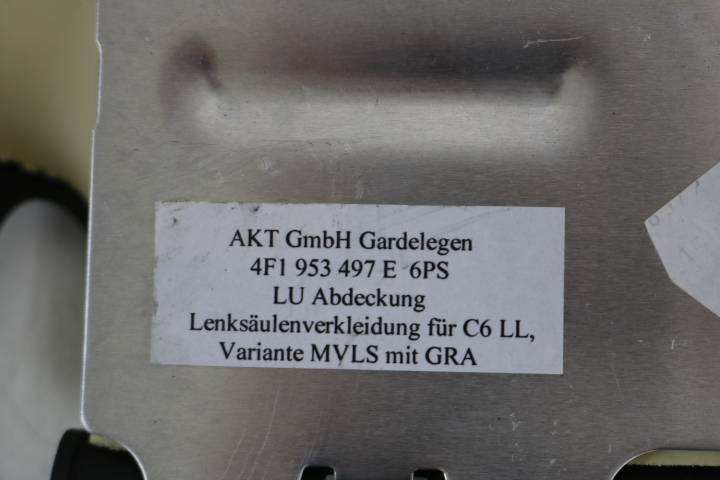 AKT GmbH Gardelegen
4F1 953 497 E 6PS
LU Abdeckung
Lenksäulenverkleidung für C6 LL,
Variante MVLS mit GRA